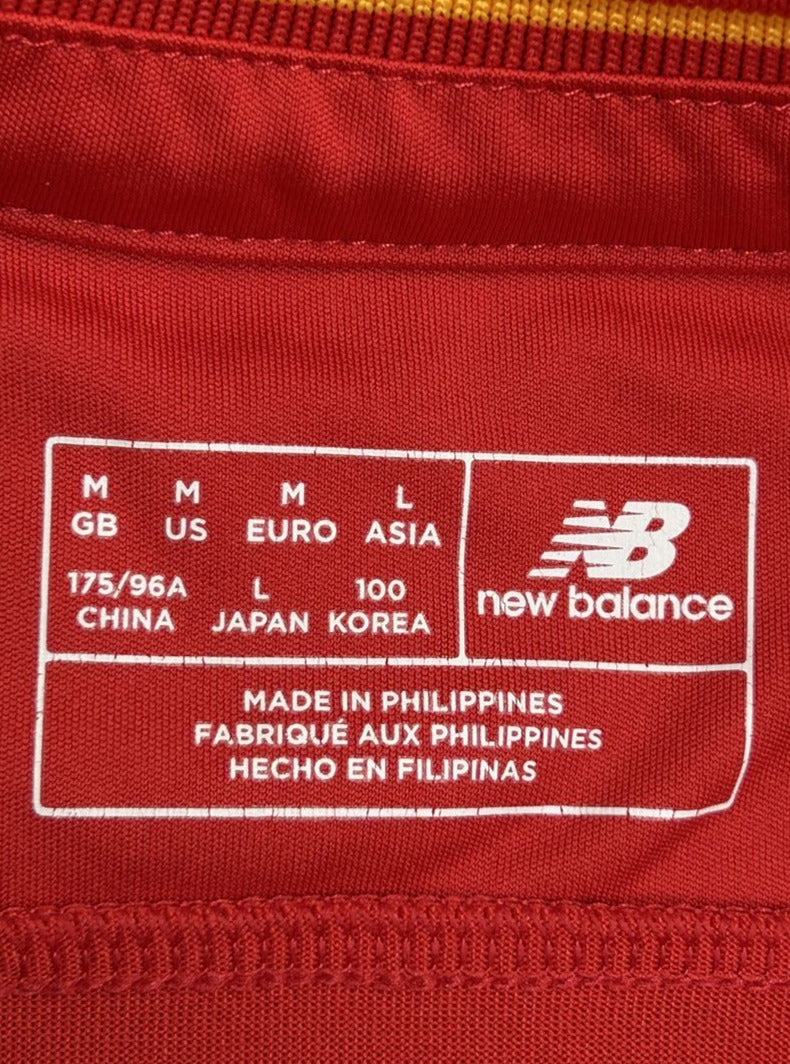 M M M L
GB US EURO ASIA
175/96A L 100
CHINA JAPAN KOREA
NB
new balance
MADE IN PHILIPPINES
FABRIQUÉ AUX PHILIPPINES
HECHO EN FILIPINAS